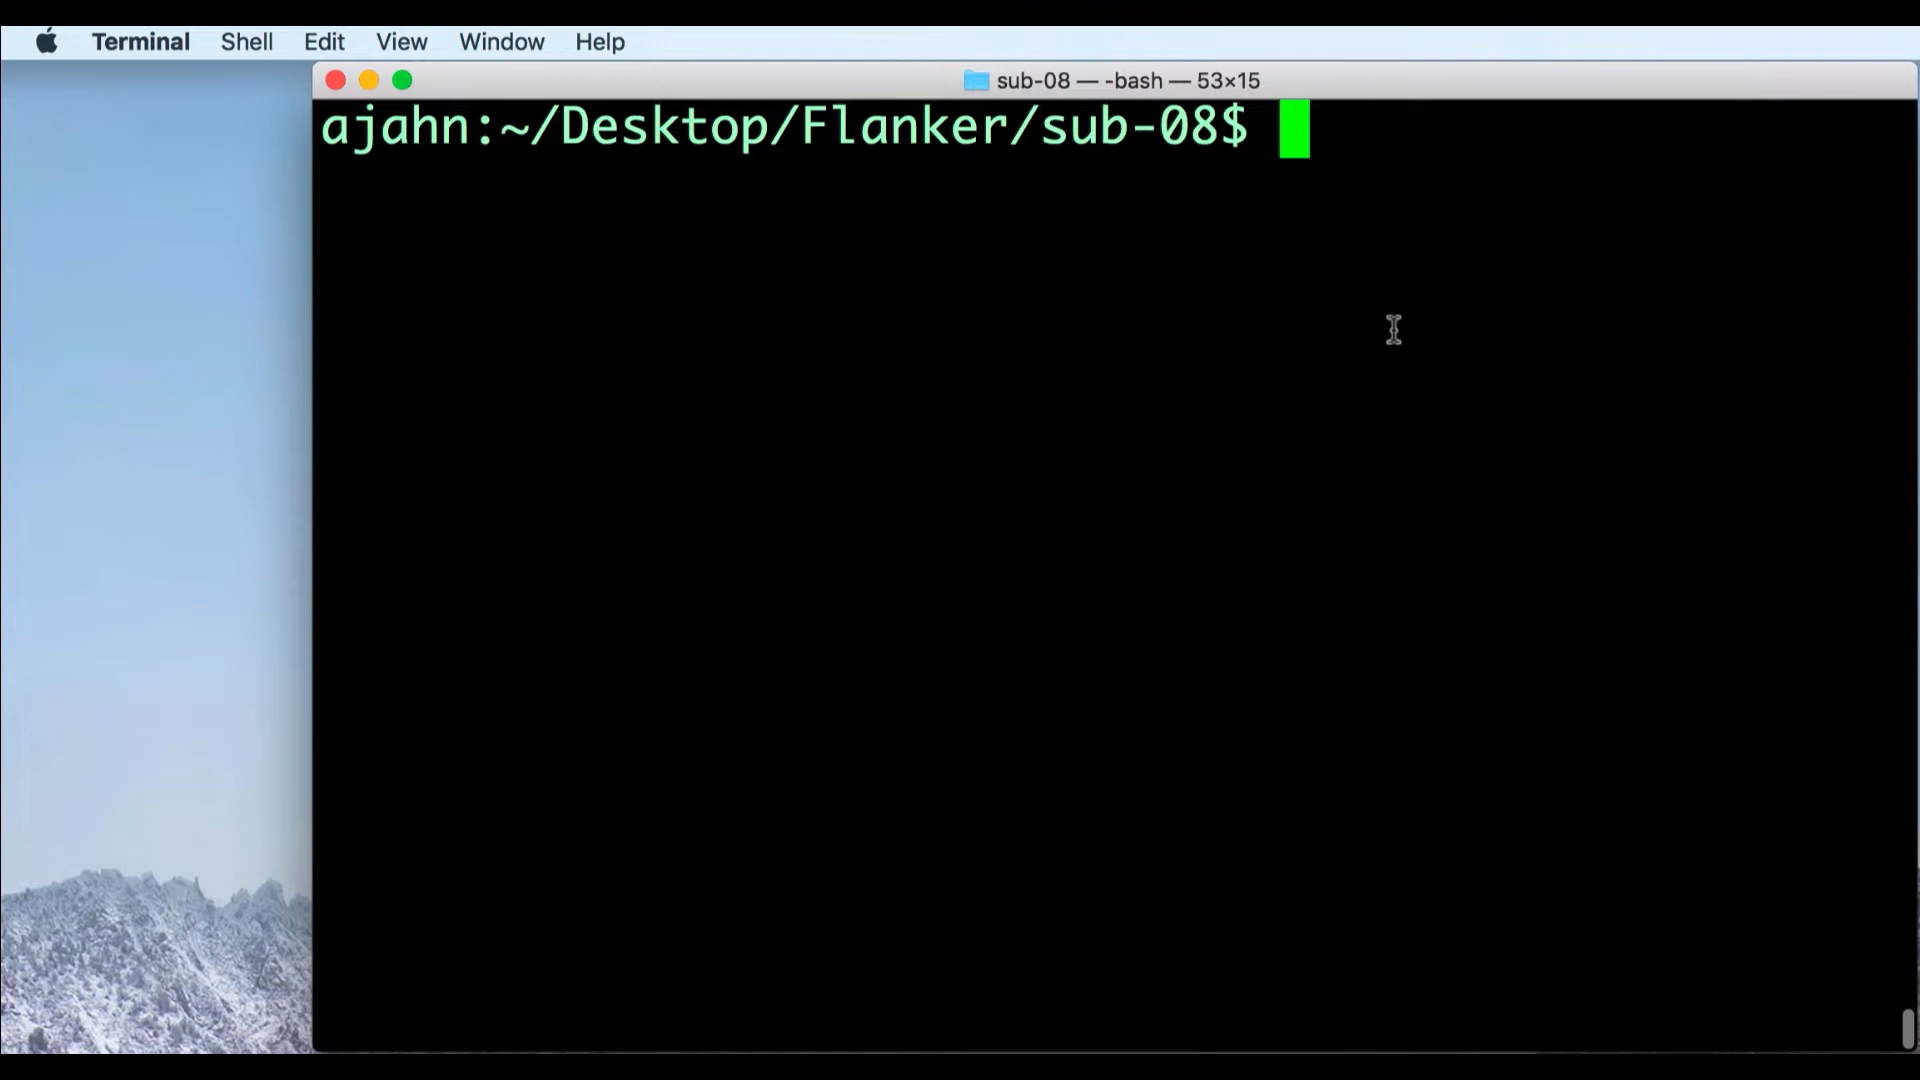 Terminal Shell Edit View Window Help
sub-08 — -bash — 53×15
ajahn:~/Desktop/Flanker/sub-08$